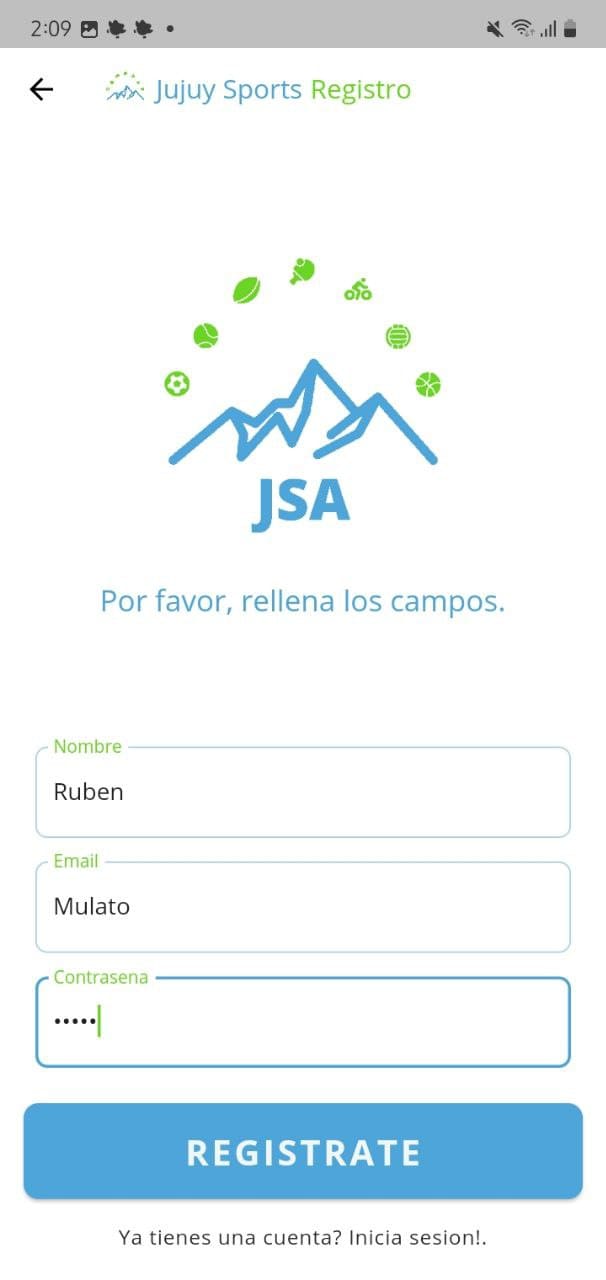 2:09
Jujuy Sports Registro
JSA
Por favor, rellena los campos.
Nombre
Ruben
Email
Mulato
Contrasena
•••••
REGISTRATE
Ya tienes una cuenta? Inicia sesion!.